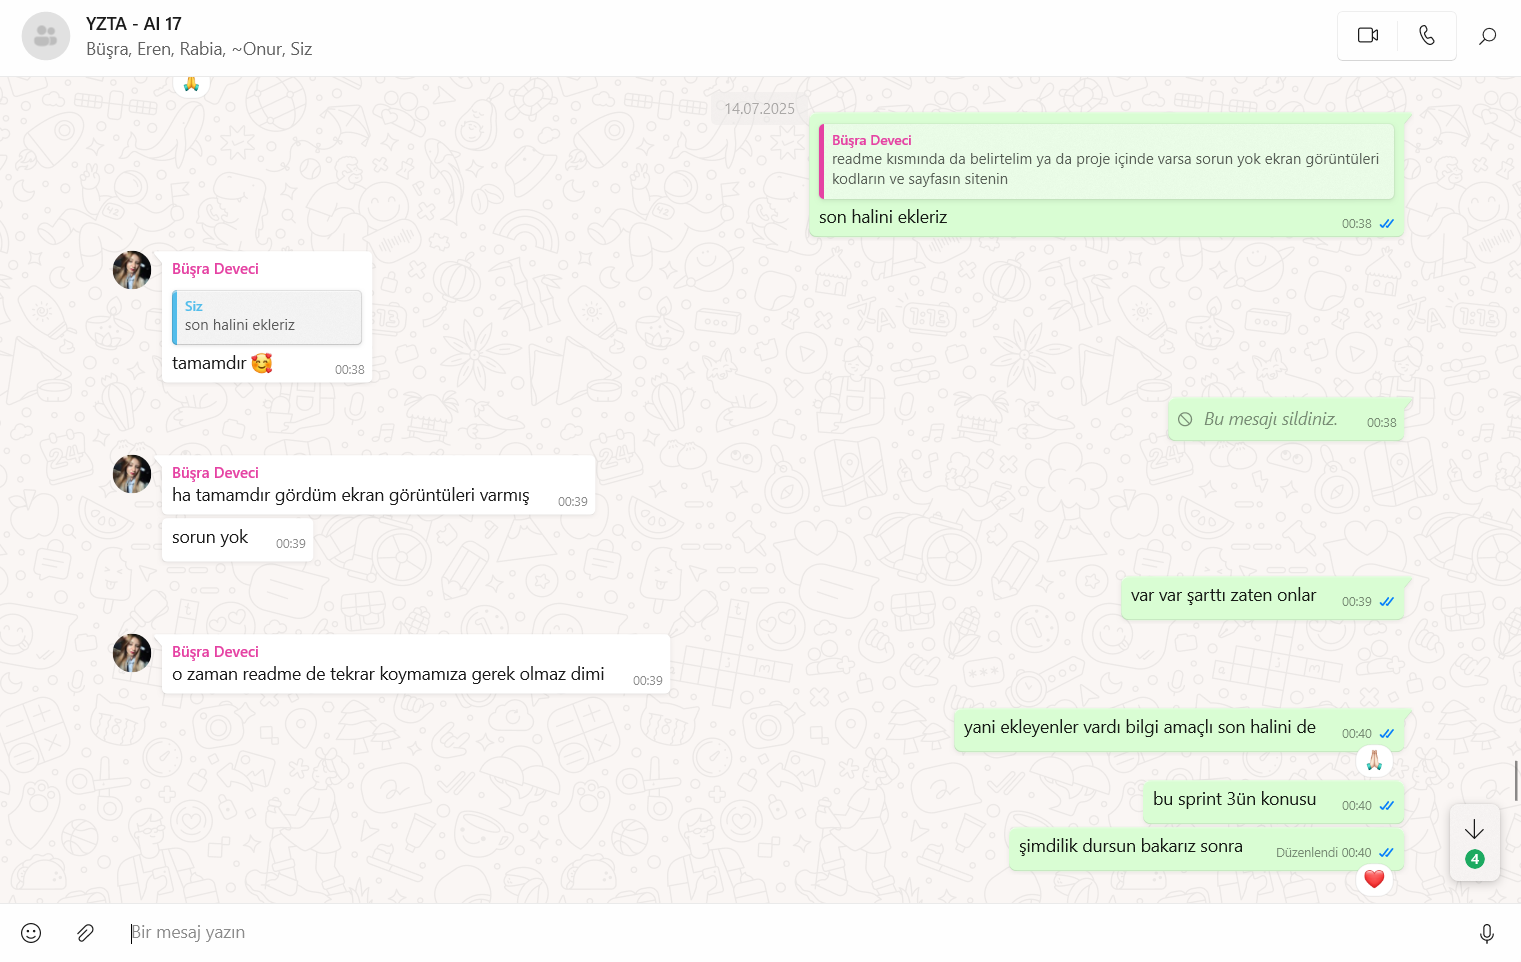 YZTA - AI 17
Büşra, Eren, Rabia, ~Onur, Siz
14.07.2025
Büşra Deveci
readme kısmında da belirtelim ya da proje içinde varsa sorun yok ekran görüntüleri
kodların ve sayfasın sitenin
son halini ekleriz
00:38
Büşra Deveci
Siz
son halini ekleriz
tamamdır 🥰
00:38
Bu mesajı sildiniz.
00:38
Büşra Deveci
ha tamamdır gördüm ekran görüntüleri varmış
00:39
sorun yok
00:39
var var şarttı zaten onlar
00:39
Büşra Deveci
o zaman readme de tekrar koymamıza gerek olmaz dimi
00:39
yani ekleyenler vardı bilgi amaçlı son halini de
00:40
bu sprint 3ün konusu
00:40
şimdilik dursun bakarız sonra
Düzenlendi 00:40
4
Bir mesaj yazın